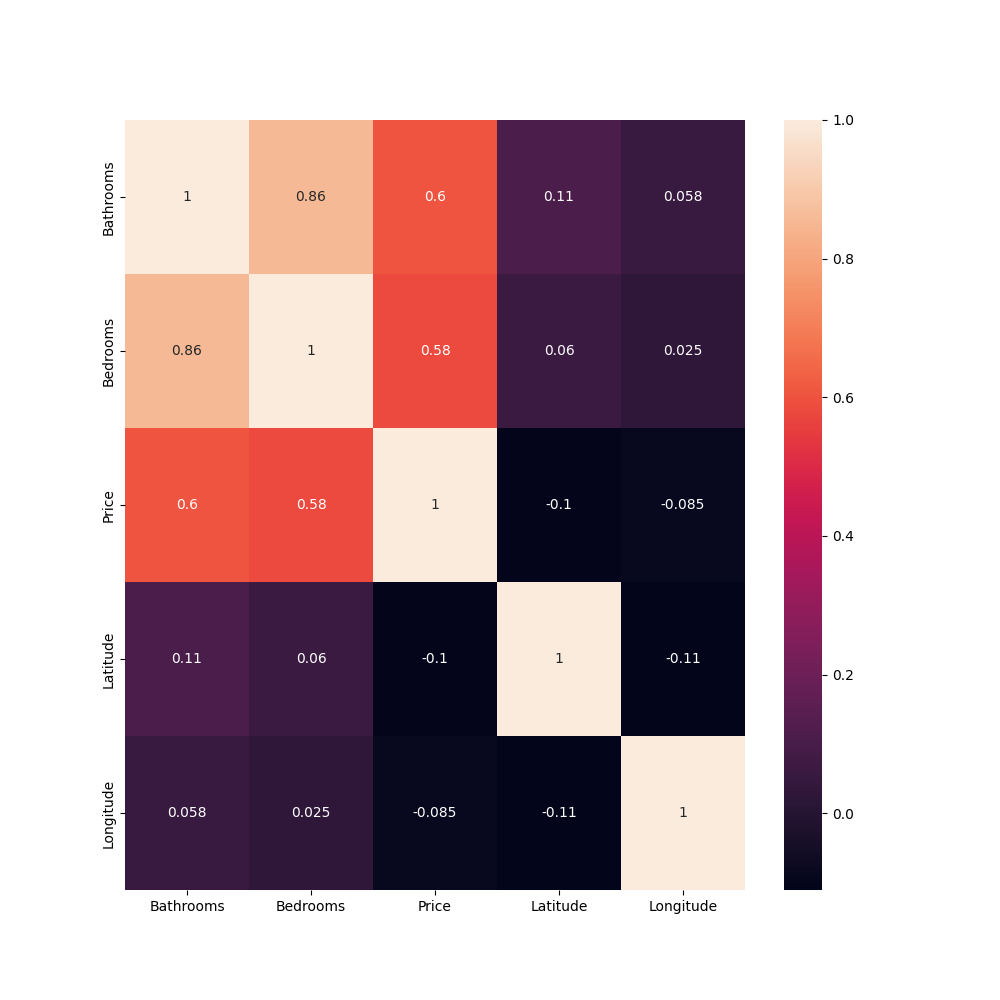 1.0
Bathrooms 1 0.86 0.6 0.11 0.058
0.8
Bedrooms 0.86 1 0.58 0.06 0.025
0.6
Price 0.6 0.58 1 -0.1 -0.085
0.4
Latitude 0.11 0.06 -0.1 1 -0.11
0.2
Longitude 0.058 0.025 -0.085 -0.11 1
0.0
Bathrooms Bedrooms Price Latitude Longitude